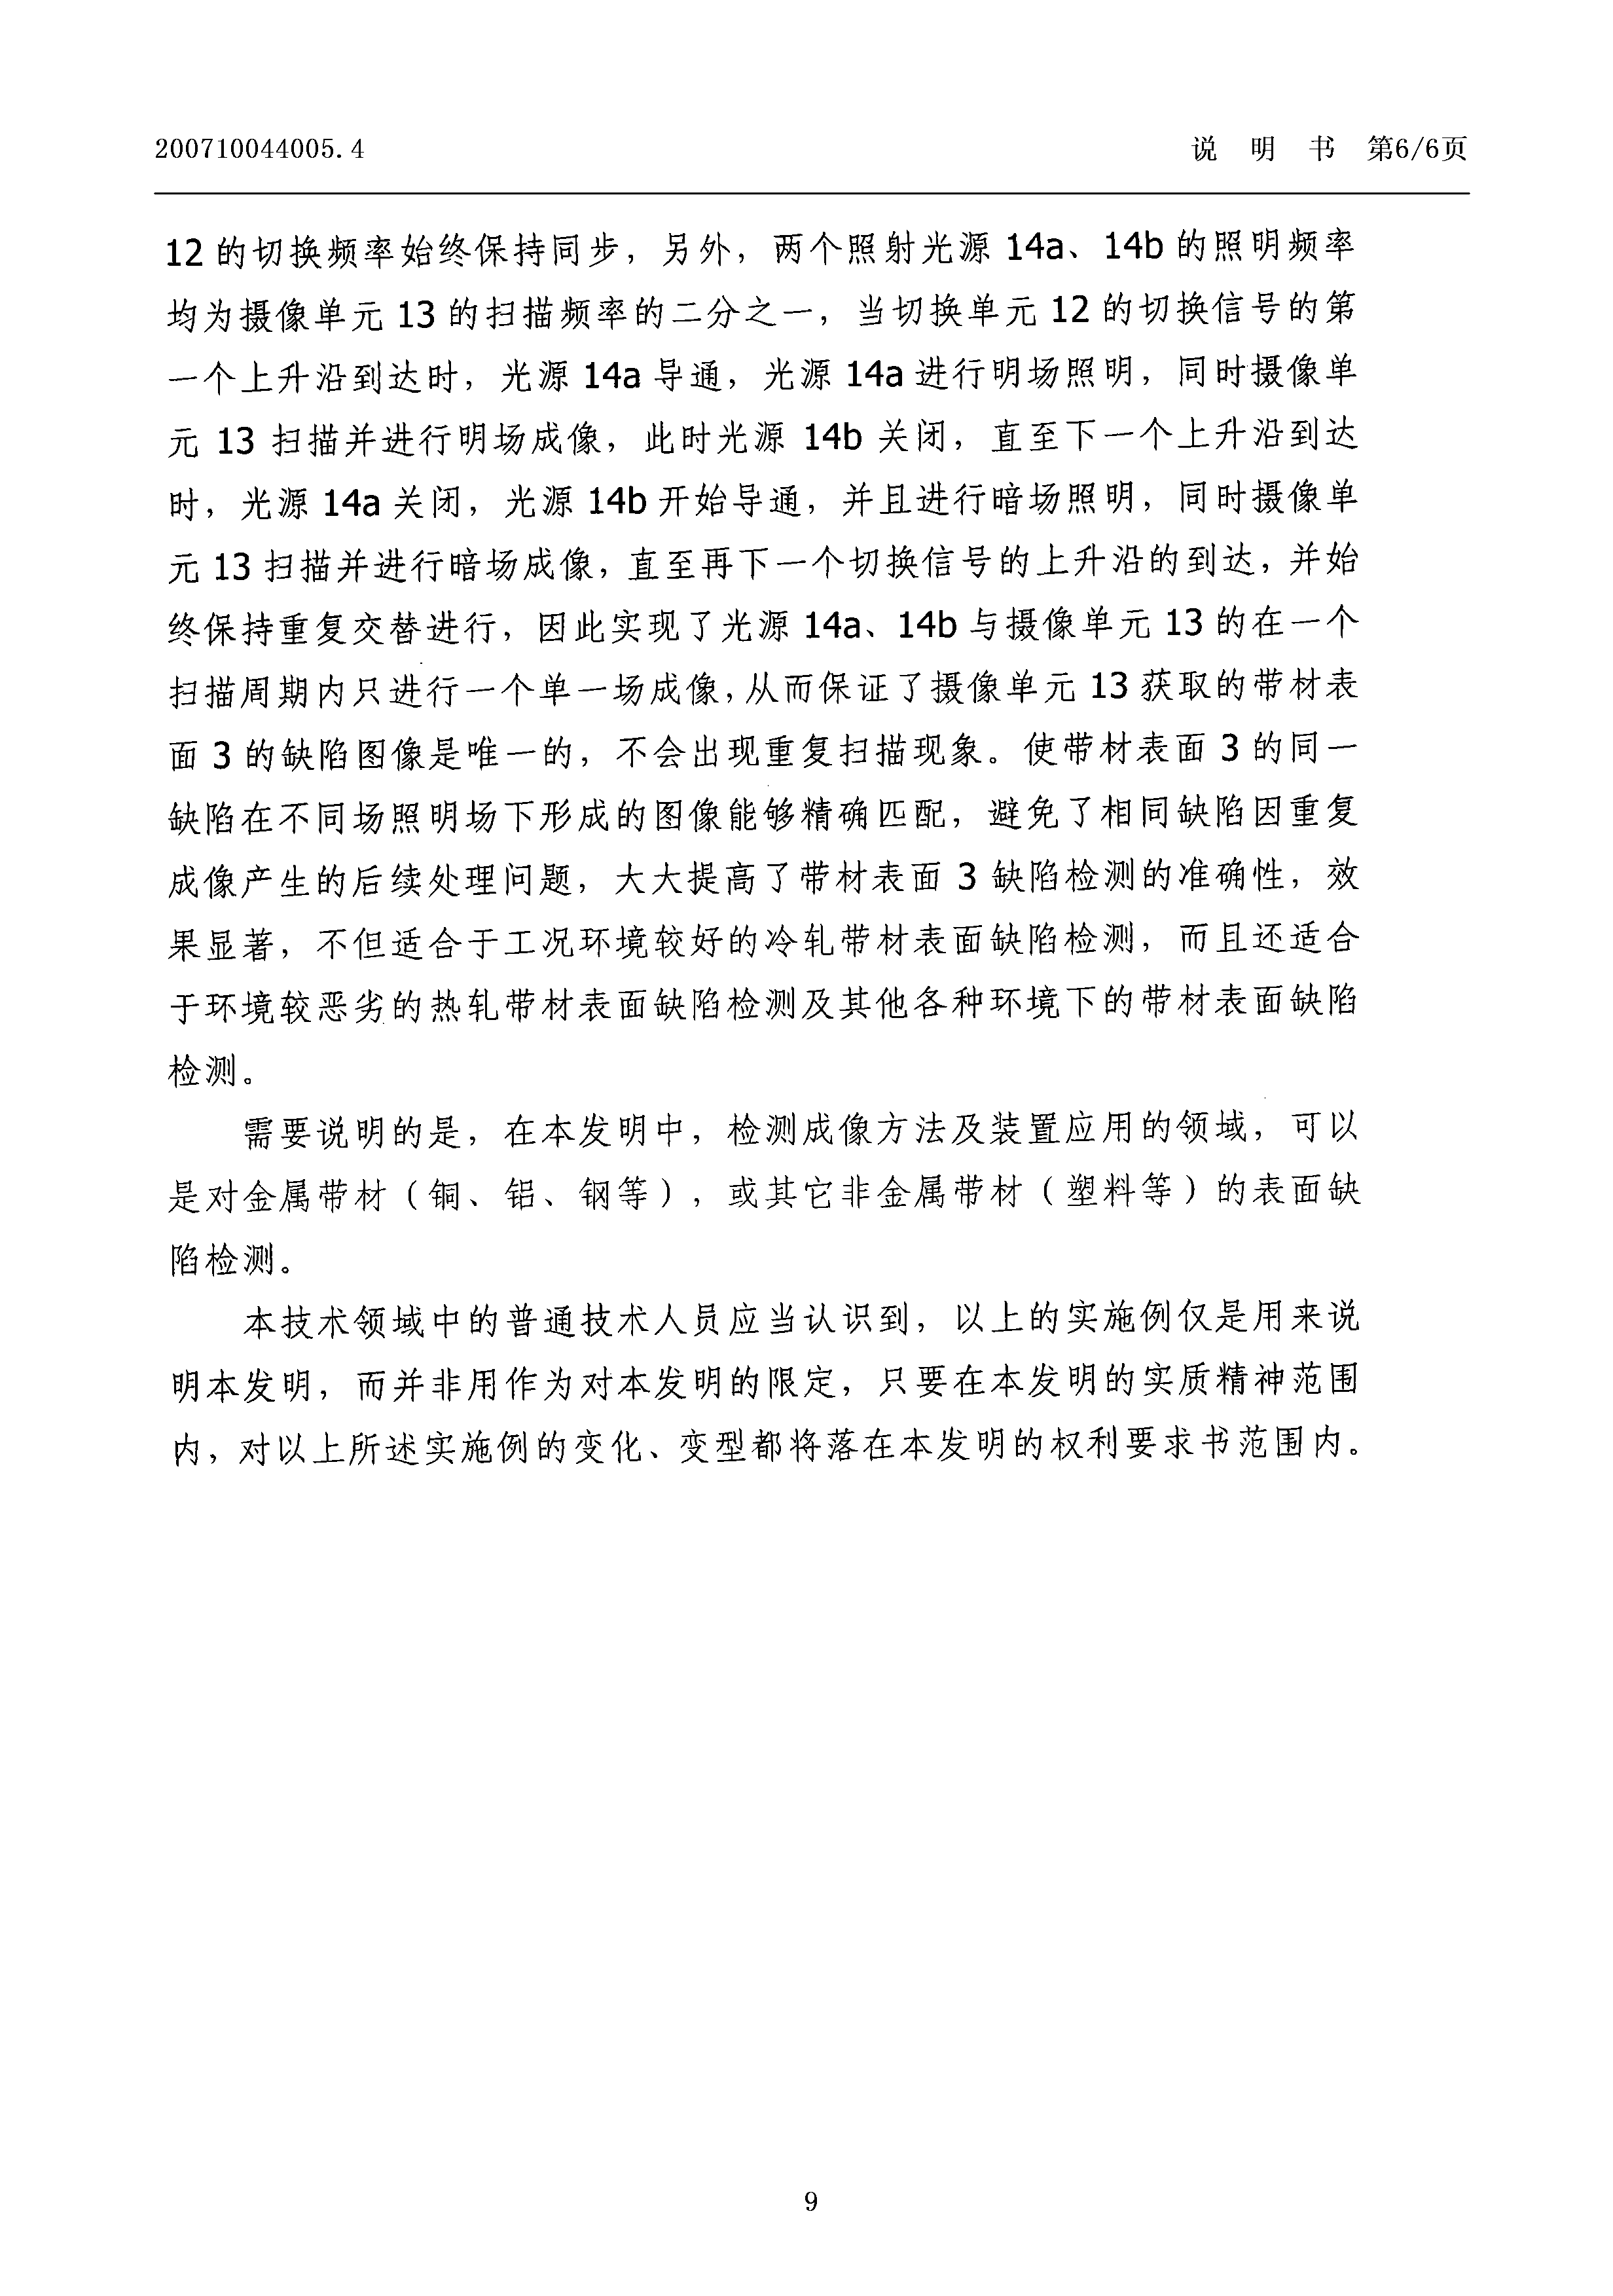 200710044005.4 说 明 书 第6/6页
12 的切换频率始终保持同步，另外，两个照射光源 14a、14b 的照明频率
均为摄像单元 13 的扫描频率的二分之一，当切换单元 12 的切换信号的第
一个上升沿到达时，光源 14a 导通，光源 14a 进行明场照明，同时摄像单
元 13 扫描并进行明场成像，此时光源 14b 关闭，直至下一个上升沿到达
时，光源 14a 关闭，光源 14b 开始导通，并且进行暗场照明，同时摄像单
元 13 扫描并进行暗场成像，直至再下一个切换信号的上升沿的到达，并始
终保持重复交替进行，因此实现了光源 14a、14b 与摄像单元 13 的在一个
扫描周期内只进行一个单一场成像，从而保证了摄像单元 13 获取的带材表
面 3 的缺陷图像是唯一的，不会出现重复扫描现象。使带材表面 3 的同一
缺陷在不同场照明场下形成的图像能够精确匹配，避免了相同缺陷因重复
成像产生的后续处理问题，大大提高了带材表面 3 缺陷检测的准确性，效
果显著，不但适合于工况环境较好的冷轧带材表面缺陷检测，而且还适合
于环境较恶劣的热轧带材表面缺陷检测及其他各种环境下的带材表面缺陷
检测。
需要说明的是，在本发明中，检测成像方法及装置应用的领域，可以
是对金属带材（铜、铝、钢等），或其它非金属带材（塑料等）的表面缺
陷检测。
本技术领域中的普通技术人员应当认识到，以上的实施例仅是用来说
明本发明，而并非用作为对本发明的限定，只要在本发明的实质精神范围
内，对以上所述实施例的变化、变型都将落在本发明的权利要求书范围内。
9